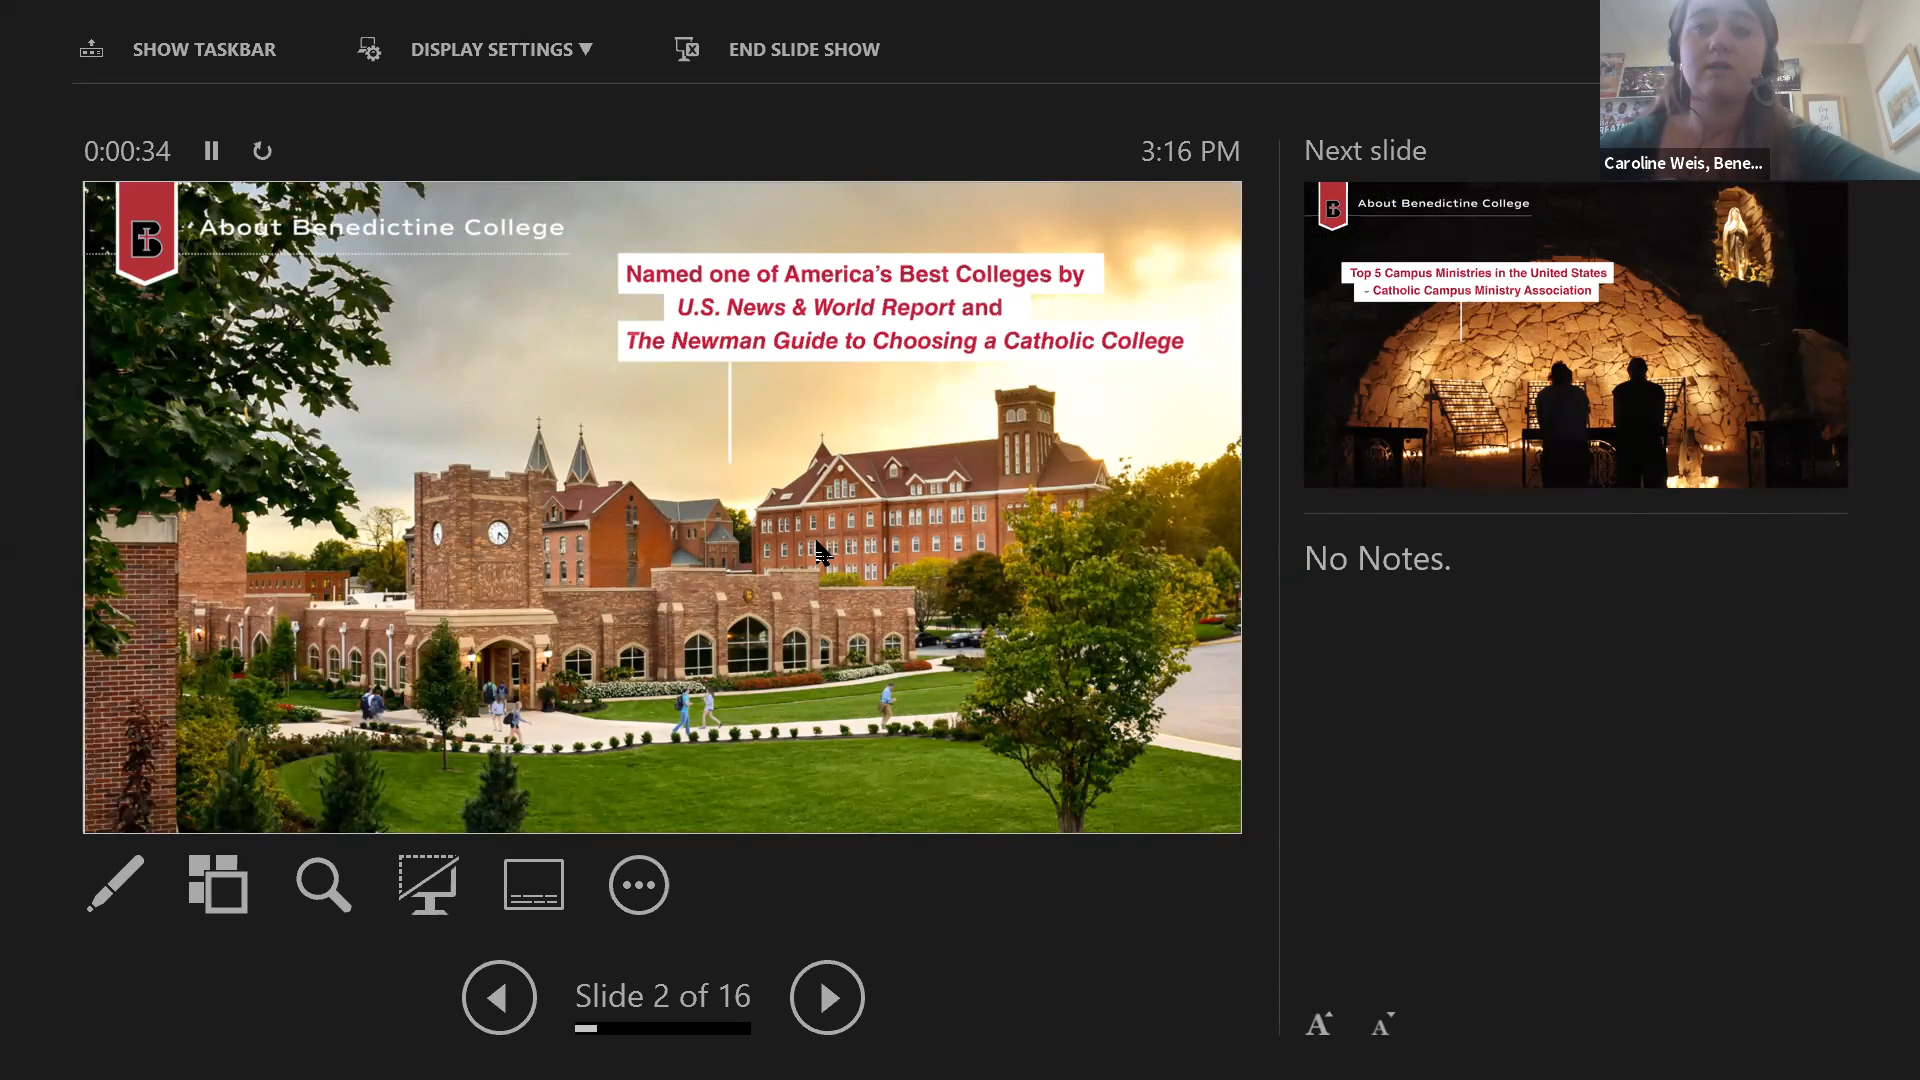 SHOW TASKBAR
DISPLAY SETTINGS ▼
END SLIDE SHOW
0:00:34
3:16 PM
Next slide
Caroline Weis, Bene...
B
About Benedictine College
Named one of America's Best Colleges by
U.S. News & World Report and
The Newman Guide to Choosing a Catholic College
B
About Benedictine College
Top 5 Campus Ministries in the United States
- Catholic Campus Ministry Association
No Notes.
Slide 2 of 16
A
A